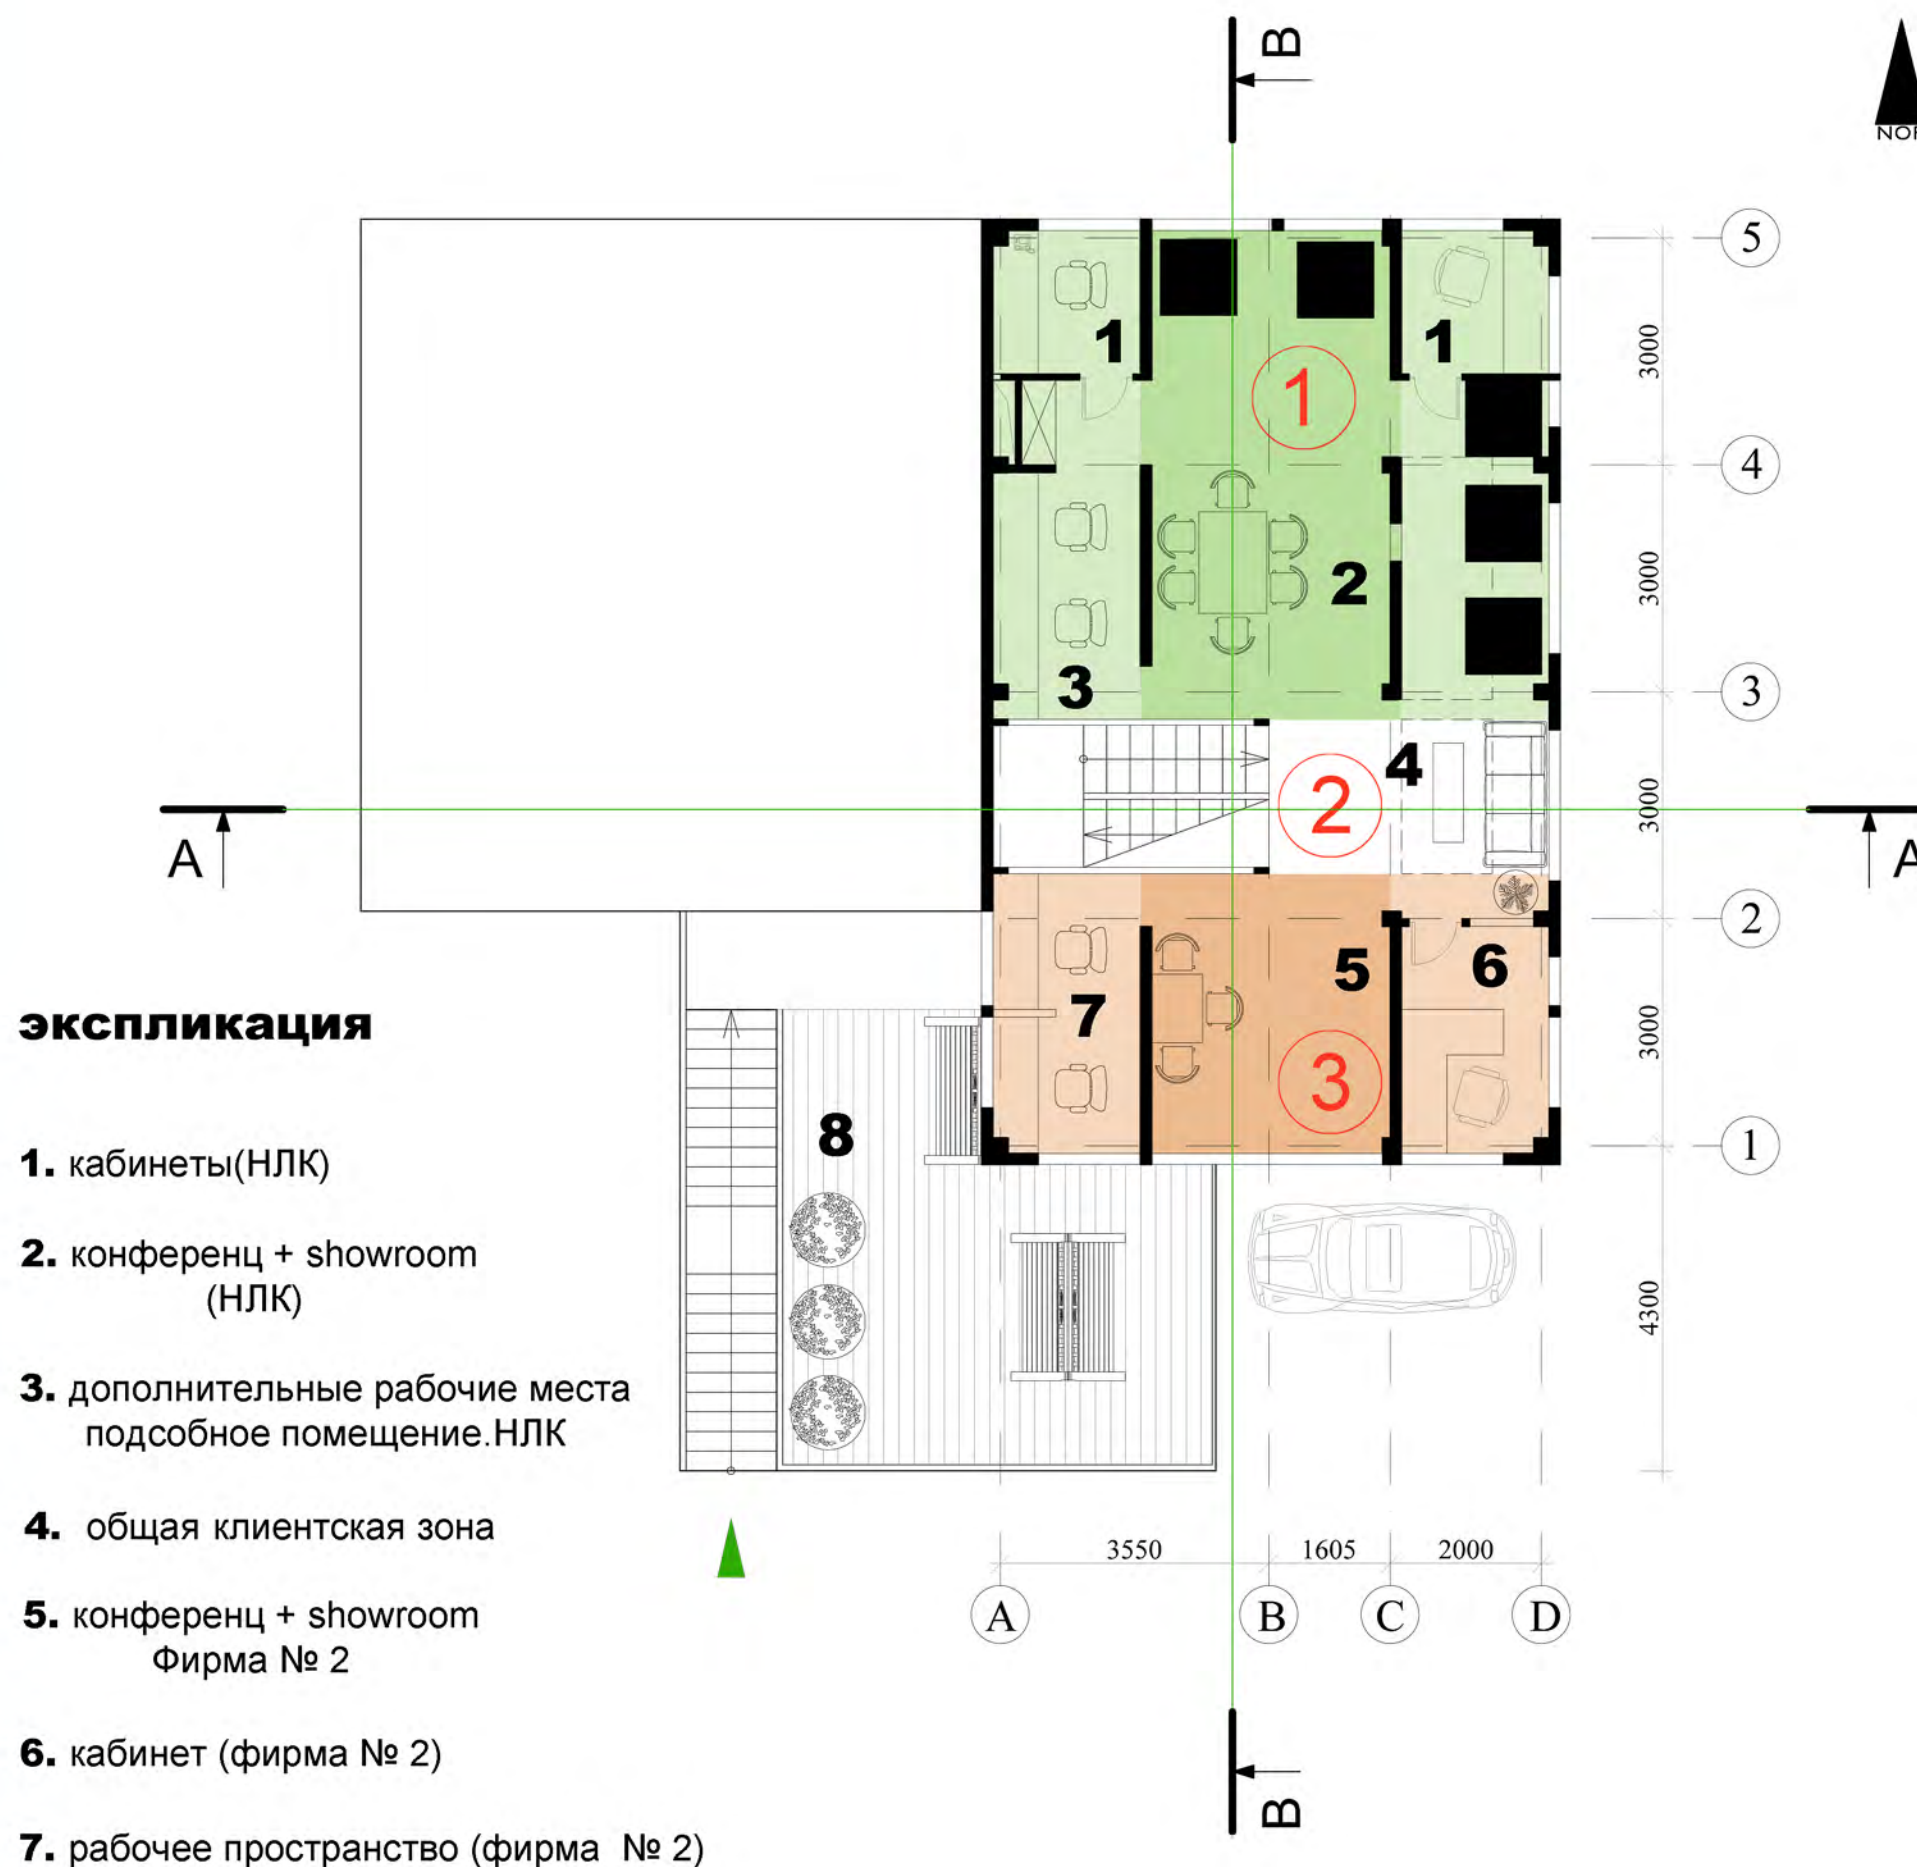 B
NOR
5
1
1
1
3000
4
2
3000
3
3
4
2
3000
A
A
2
5
6
7
3
3000
8
1
4300
3550
1605
2000
A
B
C
D
B
экспликация
1. кабинеты(НЛК)
2. конференц + showroom
(НЛК)
3. дополнительные рабочие места
подсобное помещение.НЛК
4. общая клиентская зона
5. конференц + showroom
Фирма № 2
6. кабинет (фирма № 2)
7. рабочее пространство (фирма № 2)